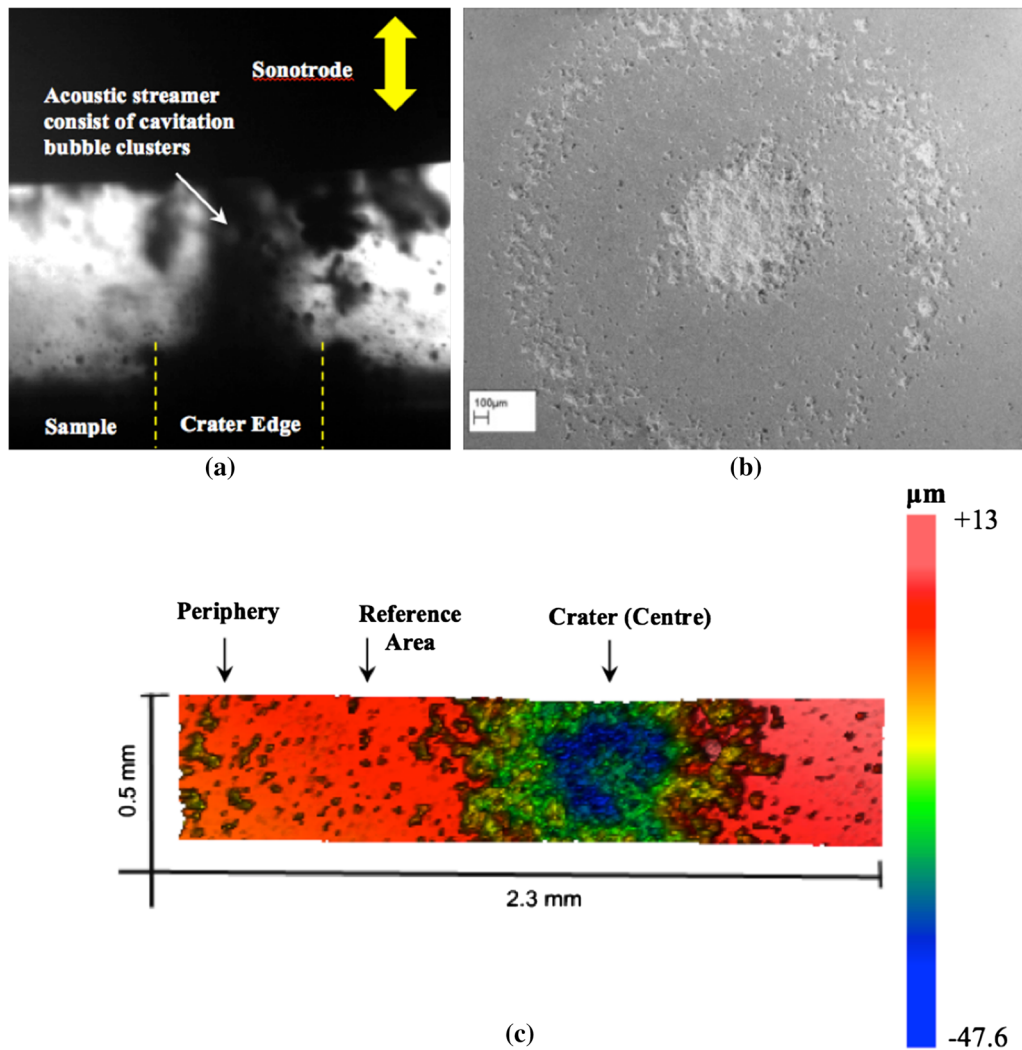 Sonotrode
Acoustic streamer
consist of cavitation
bubble clusters
Sample
Crater Edge
(a)
100µm
(b)
µm
+13
Periphery
Reference
Area
Crater (Centre)
0.5 mm
2.3 mm
-47.6
(c)